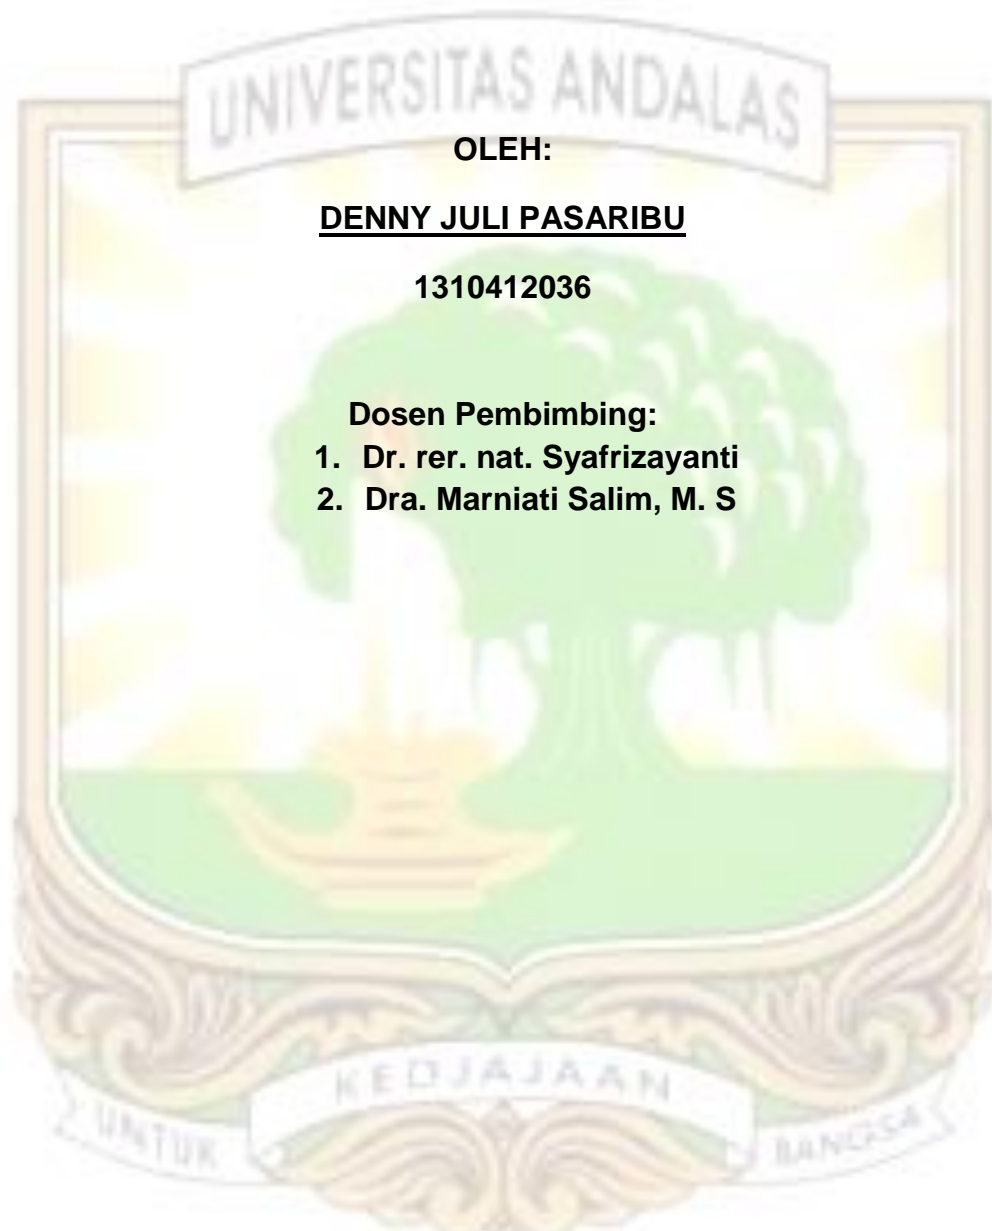 UNIVERSITAS ANDALAS
OLEH:
DENNY JULI PASARIBU
1310412036
Dosen Pembimbing:
1. Dr. rer. nat. Syafrizayanti
2. Dra. Marniati Salim, M. S
UNTUK KEDJAJAAN BANGSA